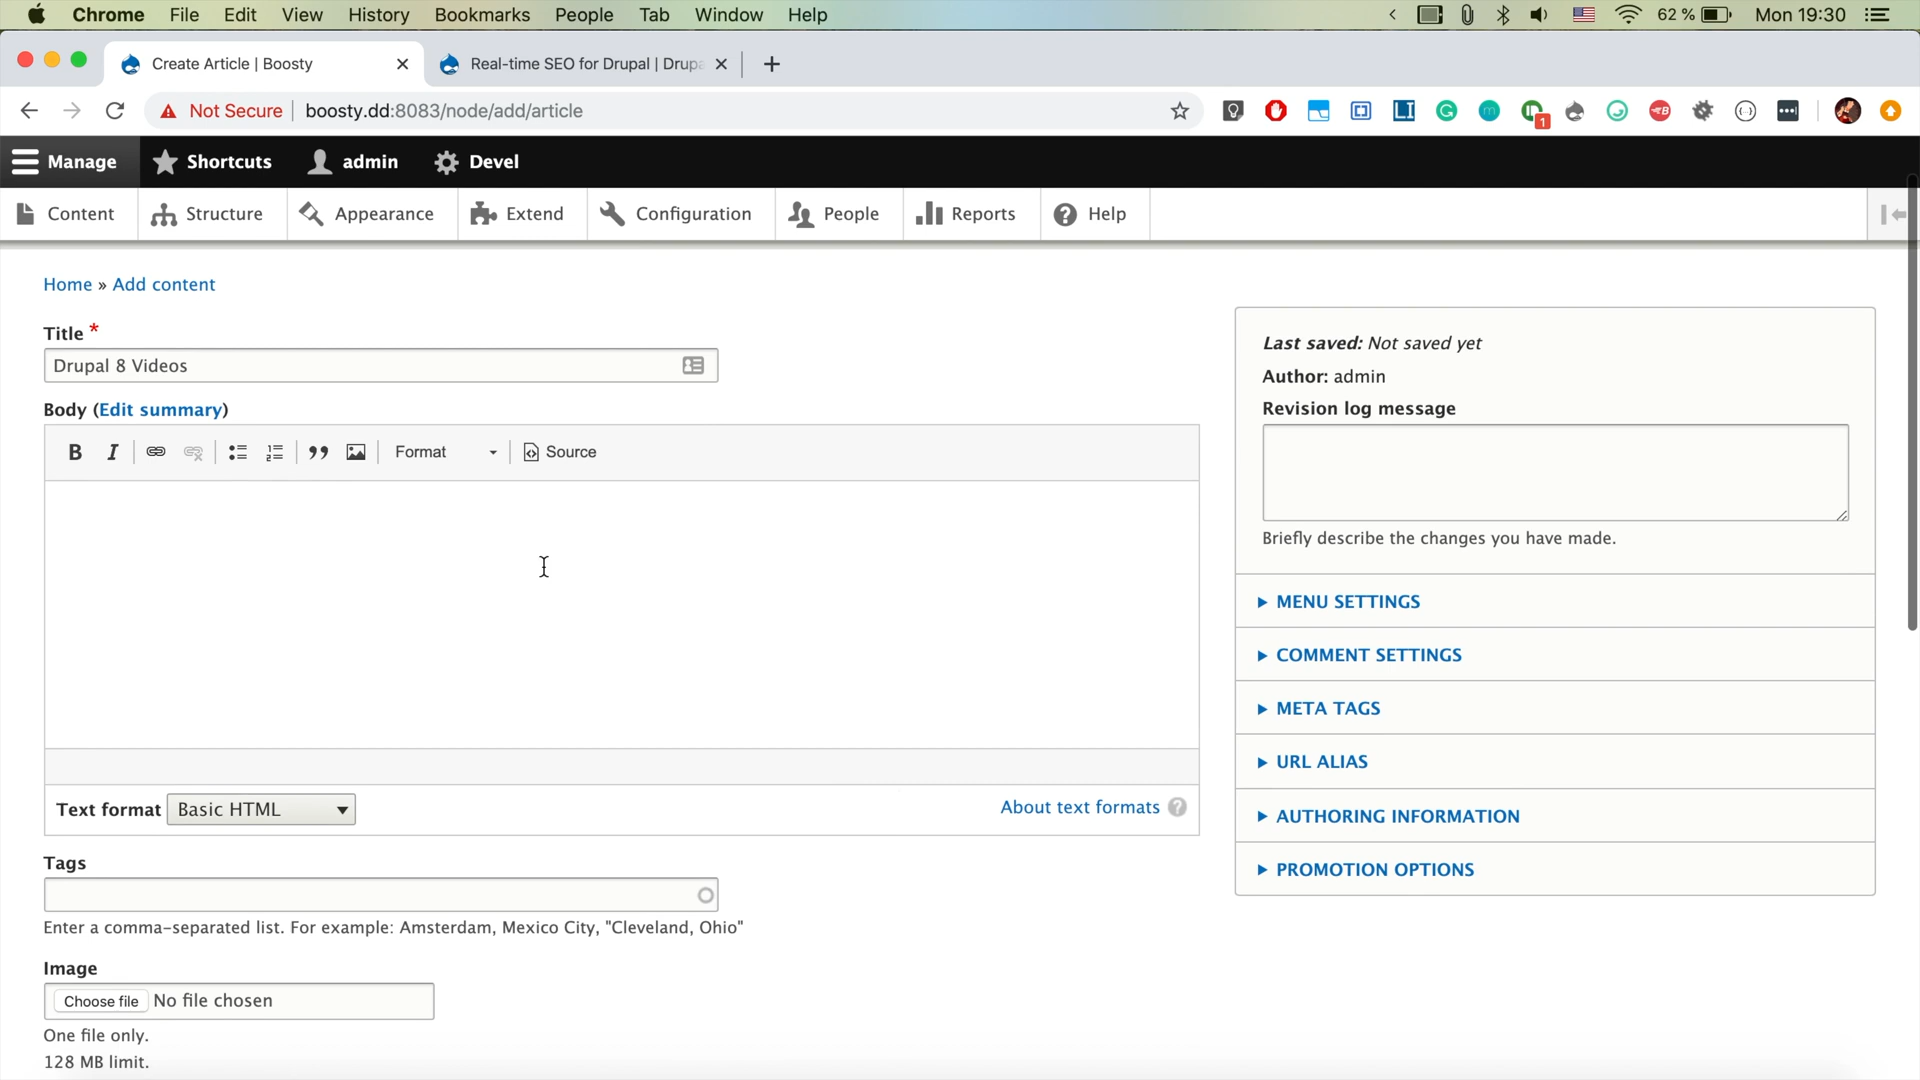 Chrome File Edit View History Bookmarks People Tab Window Help 62 % Mon 19:30
Create Article | Boosty Real-time SEO for Drupal | Drupa
Not Secure boosty.dd:8083/node/add/article 1
Manage Shortcuts admin Devel
Content Structure Appearance Extend Configuration People Reports Help
Home » Add content
Title *
Drupal 8 Videos
Body (Edit summary)
B I Format Source
Text format Basic HTML About text formats ?
Tags
Enter a comma-separated list. For example: Amsterdam, Mexico City, "Cleveland, Ohio"
Image
Choose file No file chosen
One file only.
128 MB limit.
Last saved: Not saved yet
Author: admin
Revision log message
Briefly describe the changes you have made.
MENU SETTINGS
COMMENT SETTINGS
META TAGS
URL ALIAS
AUTHORING INFORMATION
PROMOTION OPTIONS